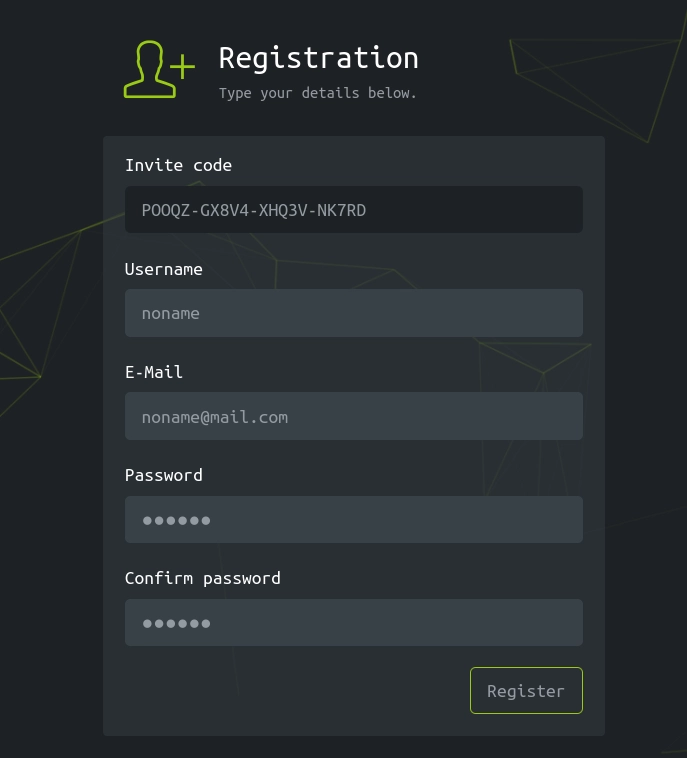 Registration
Type your details below.
Invite code
POOQZ-GX8V4-XHQ3V-NK7RD
Username
noname
E-Mail
noname@mail.com
Password
●●●●●●
Confirm password
●●●●●●
Register